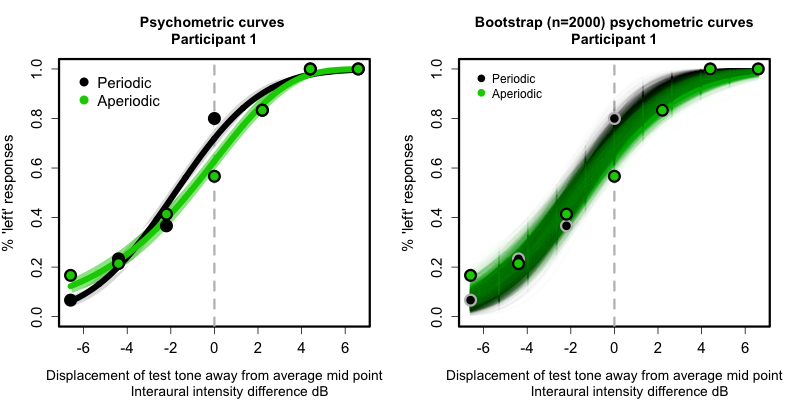 Psychometric curves
Participant 1
% 'left' responses
1.0
0.8
0.6
0.4
0.2
0.0
Periodic
Aperiodic
-6 -4 -2 0 2 4 6
Displacement of test tone away from average mid point
Interaural intensity difference dB
Bootstrap (n=2000) psychometric curves
Participant 1
% 'left' responses
1.0
0.8
0.6
0.4
0.2
0.0
Periodic
Aperiodic
-6 -4 -2 0 2 4 6
Displacement of test tone away from average mid point
Interaural intensity difference dB